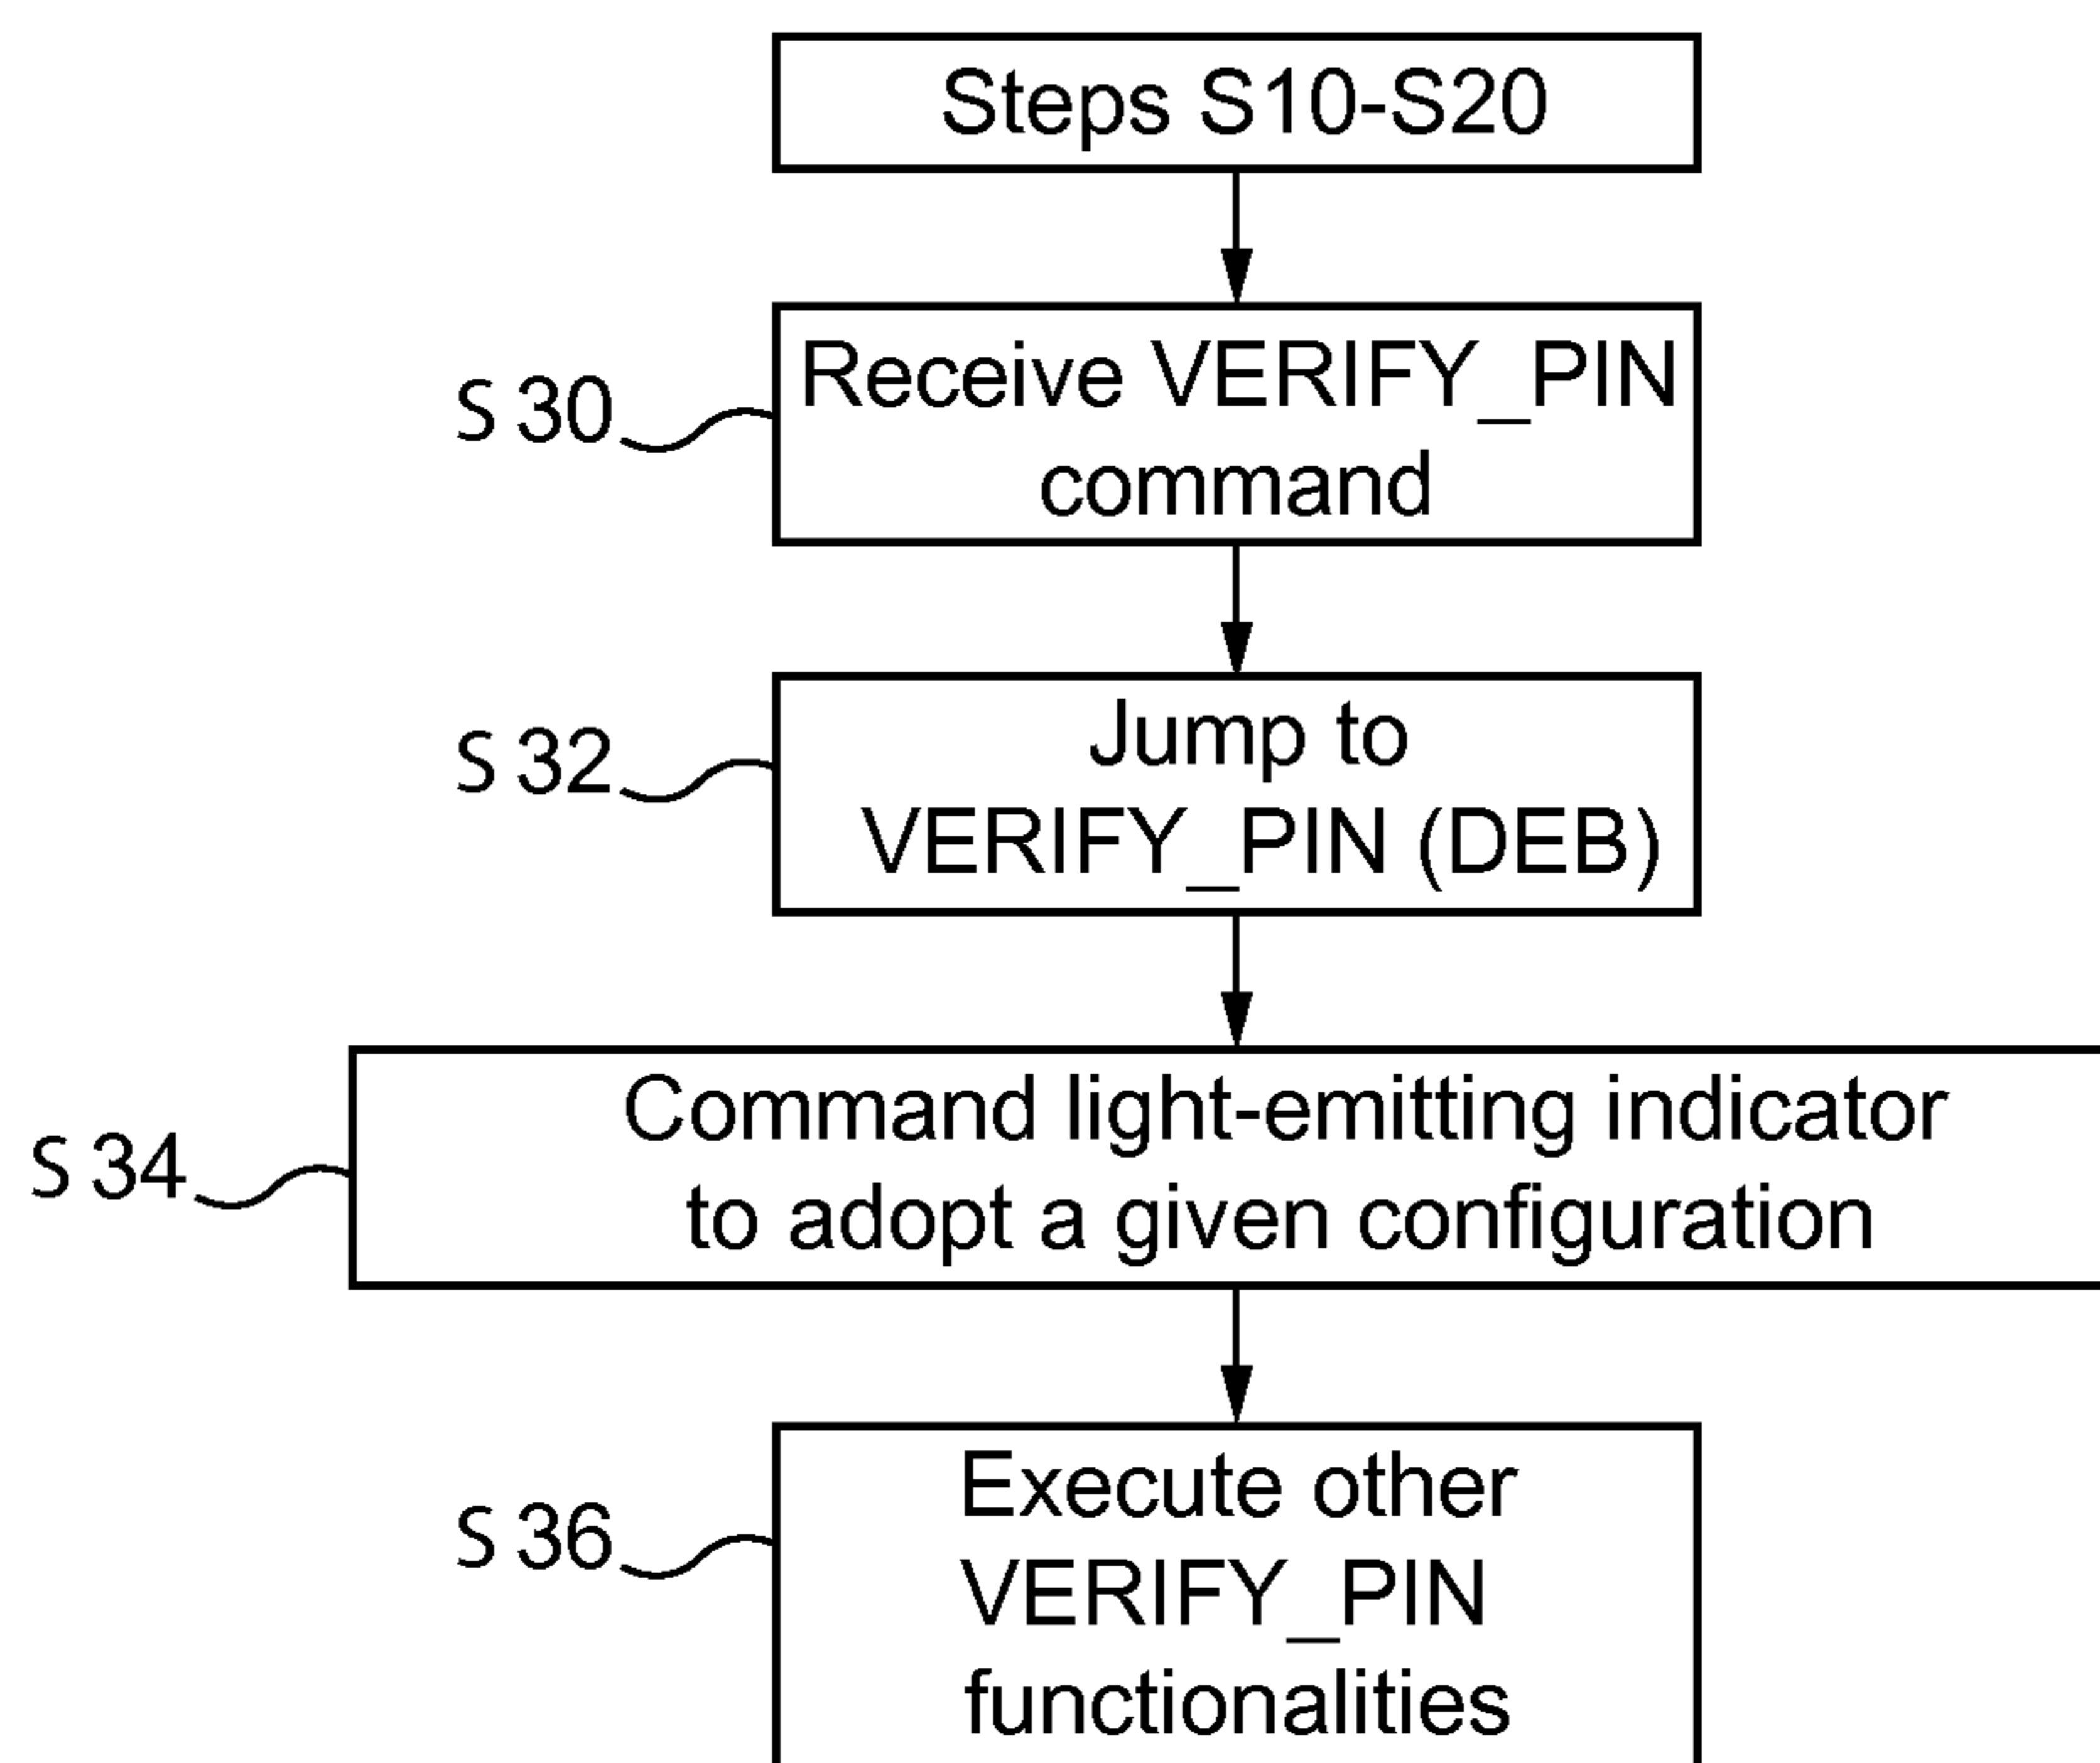 Steps S10-S20
S 30
Receive VERIFY_PIN
command
S 32
Jump to
VERIFY_PIN (DEB)
S 34
Command light-emitting indicator
to adopt a given configuration
S 36
Execute other
VERIFY_PIN
functionalities